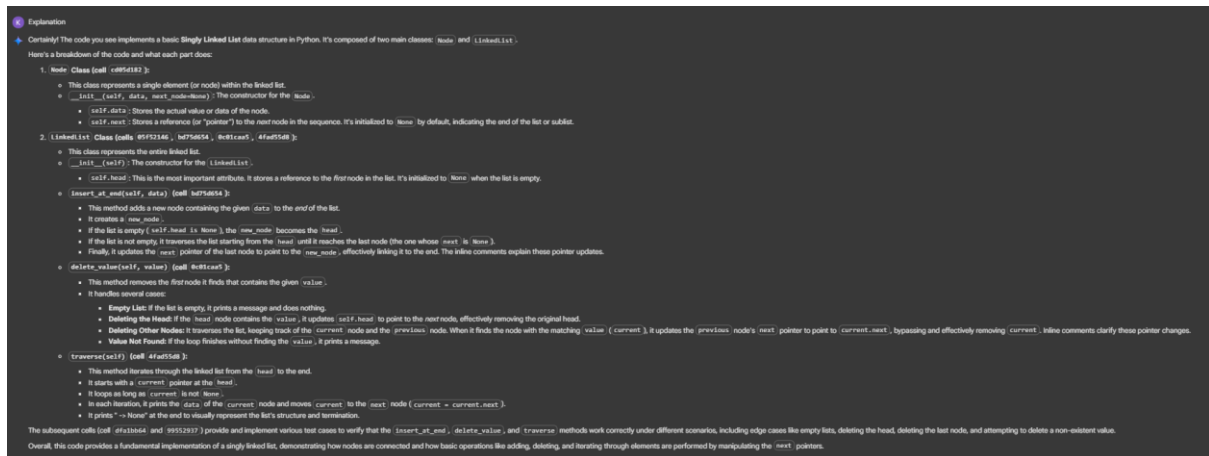 K Explanation
Certainly! The code you see implements a basic Singly Linked List data structure in Python. It's composed of two main classes: Node and LinkedList.
Here's a breakdown of the code and what each part does:
1. Node Class (cell cd05d182):
This class represents a single element (or node) within the linked list.
__init__(self, data, next_node=None): The constructor for the Node.
self.data: Stores the actual value or data of the node.
self.next: Stores a reference (or "pointer") to the next node in the sequence. It's initialized to None by default, indicating the end of the list or sublist.
2. LinkedList Class (cells 05f52146, bd75d654, 0c01caa5, 4fad55d8):
This class represents the entire linked list.
__init__(self): The constructor for the LinkedList.
self.head: This is the most important attribute. It stores a reference to the first node in the list. It's initialized to None when the list is empty.
insert_at_end(self, data) (cell bd75d654):
This method adds a new node containing the given data to the end of the list.
It creates a new_node.
If the list is empty (self.head is None), the new_node becomes the head.
If the list is not empty, it traverses the list starting from the head until it reaches the last node (the one whose next is None).
Finally, it updates the next pointer of the last node to point to the new_node, effectively linking it to the end. The inline comments explain these pointer updates.
delete_value(self, value) (cell 0c01caa5):
This method removes the first node it finds that contains the given value.
It handles several cases:
Empty List: If the list is empty, it prints a message and does nothing.
Deleting the Head: If the head node contains the value, it updates self.head to point to the next node, effectively removing the original head.
Deleting Other Nodes: It traverses the list, keeping track of the current node and the previous node. When it finds the node with the matching value (current), it updates the previous node's next pointer to point to current.next, bypassing and effectively removing current. Inline comments clarify these pointer changes.
Value Not Found: If the loop finishes without finding the value, it prints a message.
traverse(self) (cell 4fad55d8):
This method iterates through the linked list from the head to the end.
It starts with a current pointer at the head.
It loops as long as current is not None.
In each iteration, it prints the data of the current node and moves current to the next node (current = current.next).
It prints " -> None" at the end to visually represent the list's structure and termination.
The subsequent cells (cell dfa1bb64 and 99552937) provide and implement various test cases to verify that the insert_at_end, delete_value, and traverse methods work correctly under different scenarios, including edge cases like empty lists, deleting the head, deleting the last node, and attempting to delete a non-existent value.
Overall, this code provides a fundamental implementation of a singly linked list, demonstrating how nodes are connected and how basic operations like adding, deleting, and iterating through elements are performed by manipulating the next pointers.